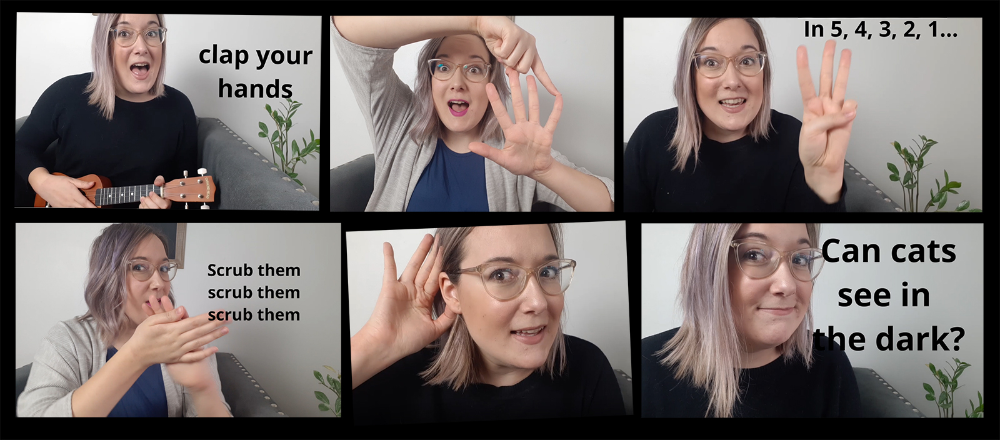 clap your
hands
In 5, 4, 3, 2, 1...
Scrub them
scrub them
scrub them
Can cats
see in
the dark?